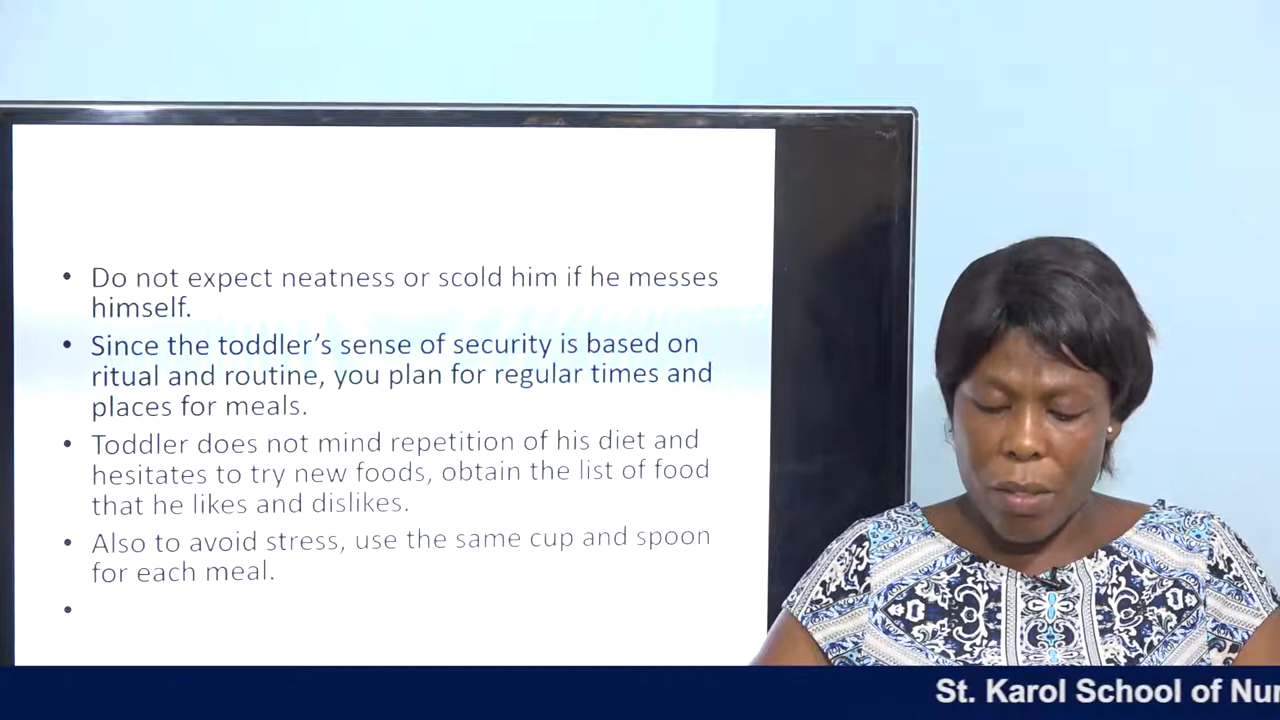 • Do not expect neatness or scold him if he messes
himself.
• Since the toddler's sense of security is based on
ritual and routine, you plan for regular times and
places for meals.
• Toddler does not mind repetition of his diet and
hesitates to try new foods, obtain the list of food
that he likes and dislikes.
• Also to avoid stress, use the same cup and spoon
for each meal.
•
St. Karol School of Nur